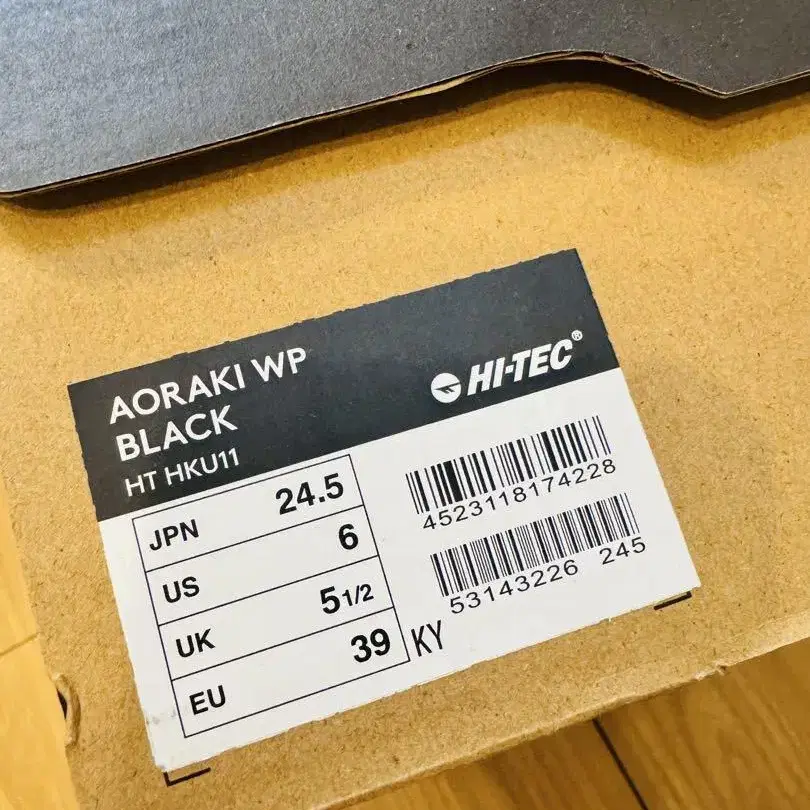 AORAKI WP
BLACK
HT HKU11
HI-TEC®
JPN 24.5
US 6
UK 5 1/2
EU 39
KY
4523118174228
53143226 245